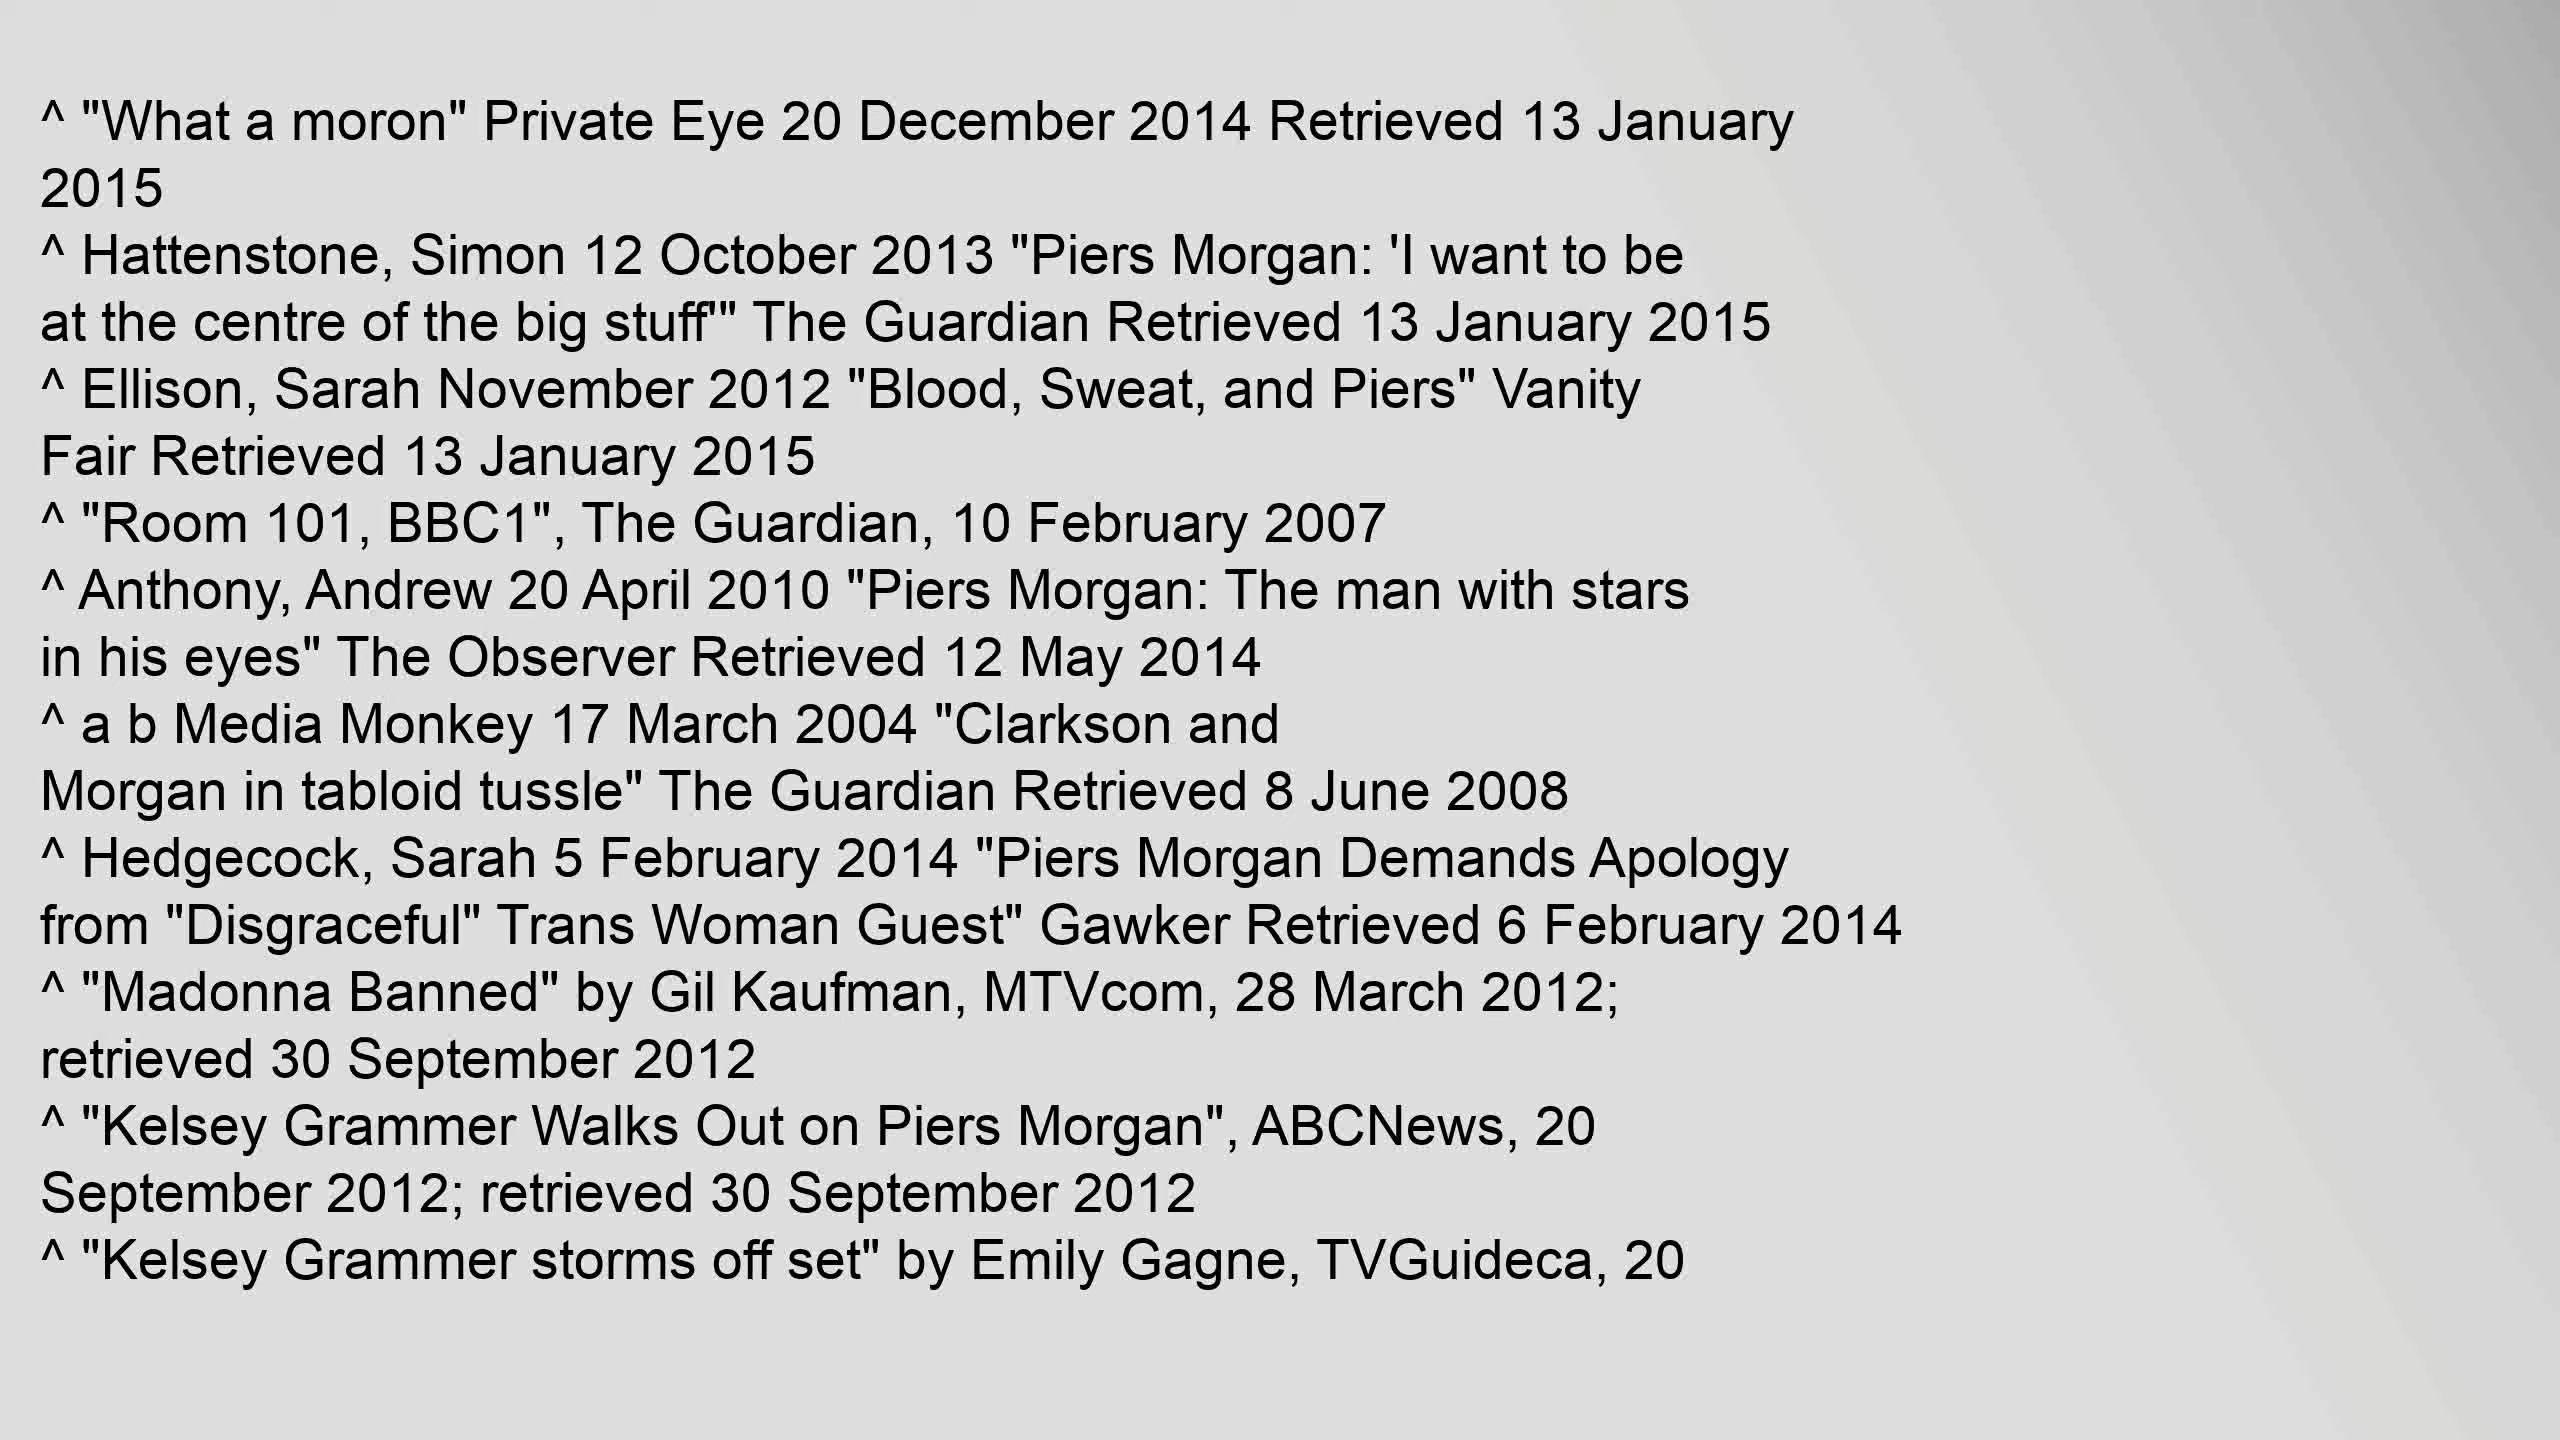 ^ "What a moron" Private Eye 20 December 2014 Retrieved 13 January
2015
^ Hattenstone, Simon 12 October 2013 "Piers Morgan: 'I want to be
at the centre of the big stuff'" The Guardian Retrieved 13 January 2015
^ Ellison, Sarah November 2012 "Blood, Sweat, and Piers" Vanity
Fair Retrieved 13 January 2015
^ "Room 101, BBC1", The Guardian, 10 February 2007
^ Anthony, Andrew 20 April 2010 "Piers Morgan: The man with stars
in his eyes" The Observer Retrieved 12 May 2014
^ a b Media Monkey 17 March 2004 "Clarkson and
Morgan in tabloid tussle" The Guardian Retrieved 8 June 2008
^ Hedgecock, Sarah 5 February 2014 "Piers Morgan Demands Apology
from "Disgraceful" Trans Woman Guest" Gawker Retrieved 6 February 2014
^ "Madonna Banned" by Gil Kaufman, MTVcom, 28 March 2012;
retrieved 30 September 2012
^ "Kelsey Grammer Walks Out on Piers Morgan", ABCNews, 20
September 2012; retrieved 30 September 2012
^ "Kelsey Grammer storms off set" by Emily Gagne, TVGuideca, 20